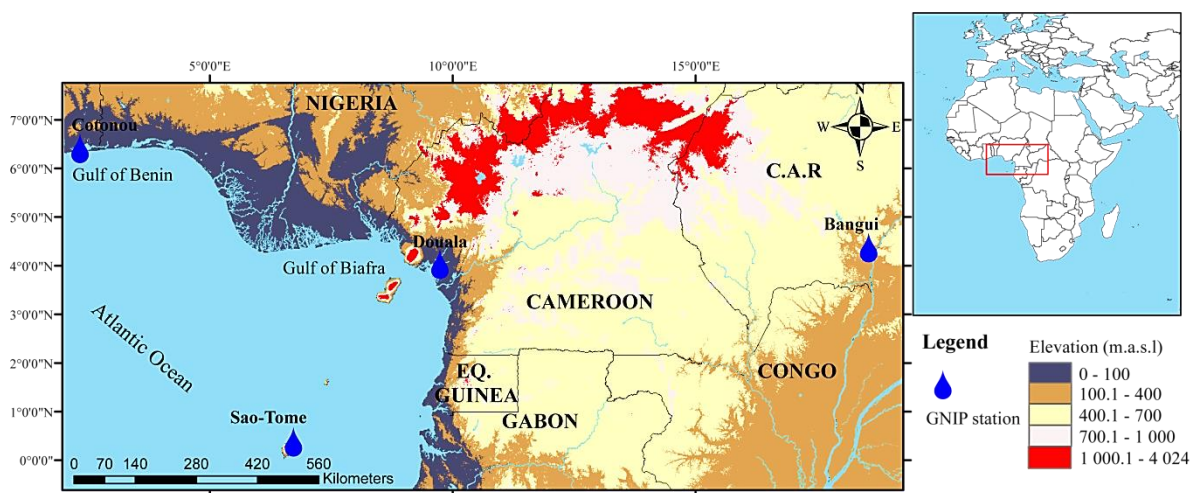 5°0'0"E 10°0'0"E 15°0'0"E
7°0'0"N
6°0'0"N
5°0'0"N
4°0'0"N
3°0'0"N
2°0'0"N
1°0'0"N
0°0'0"N
NIGERIA
Cotonou
Gulf of Benin
N
W E
S
C.A.R
Bangui
Douala
Gulf of Biafra
CAMEROON
Atlantic Ocean
EQ.
GUINEA
CONGO
GABON
Sao-Tome
0 70 140 280 420 560
Kilometers
Legend
GNIP station
Elevation (m.a.s.l)
0 - 100
100.1 - 400
400.1 - 700
700.1 - 1 000
1 000.1 - 4 024